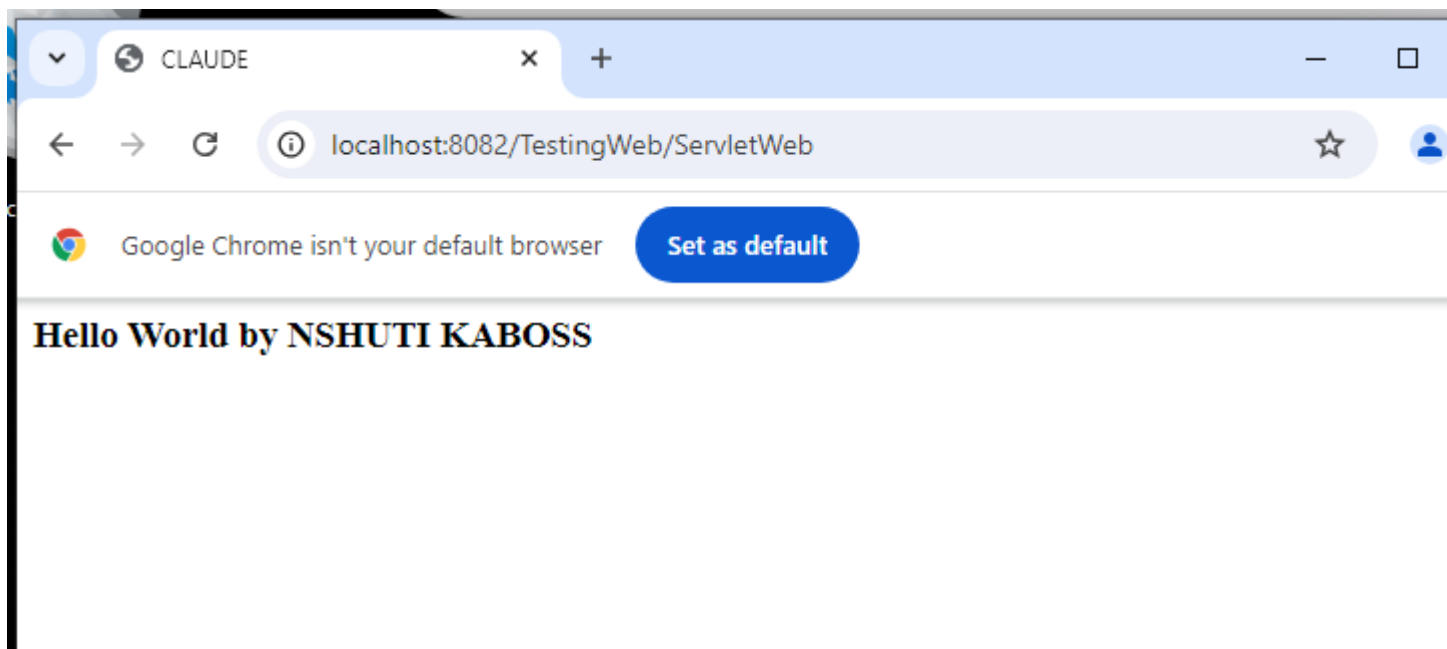 CLAUDE
localhost:8082/TestingWeb/ServletWeb
Google Chrome isn't your default browser Set as default
Hello World by NSHUTI KABOSS